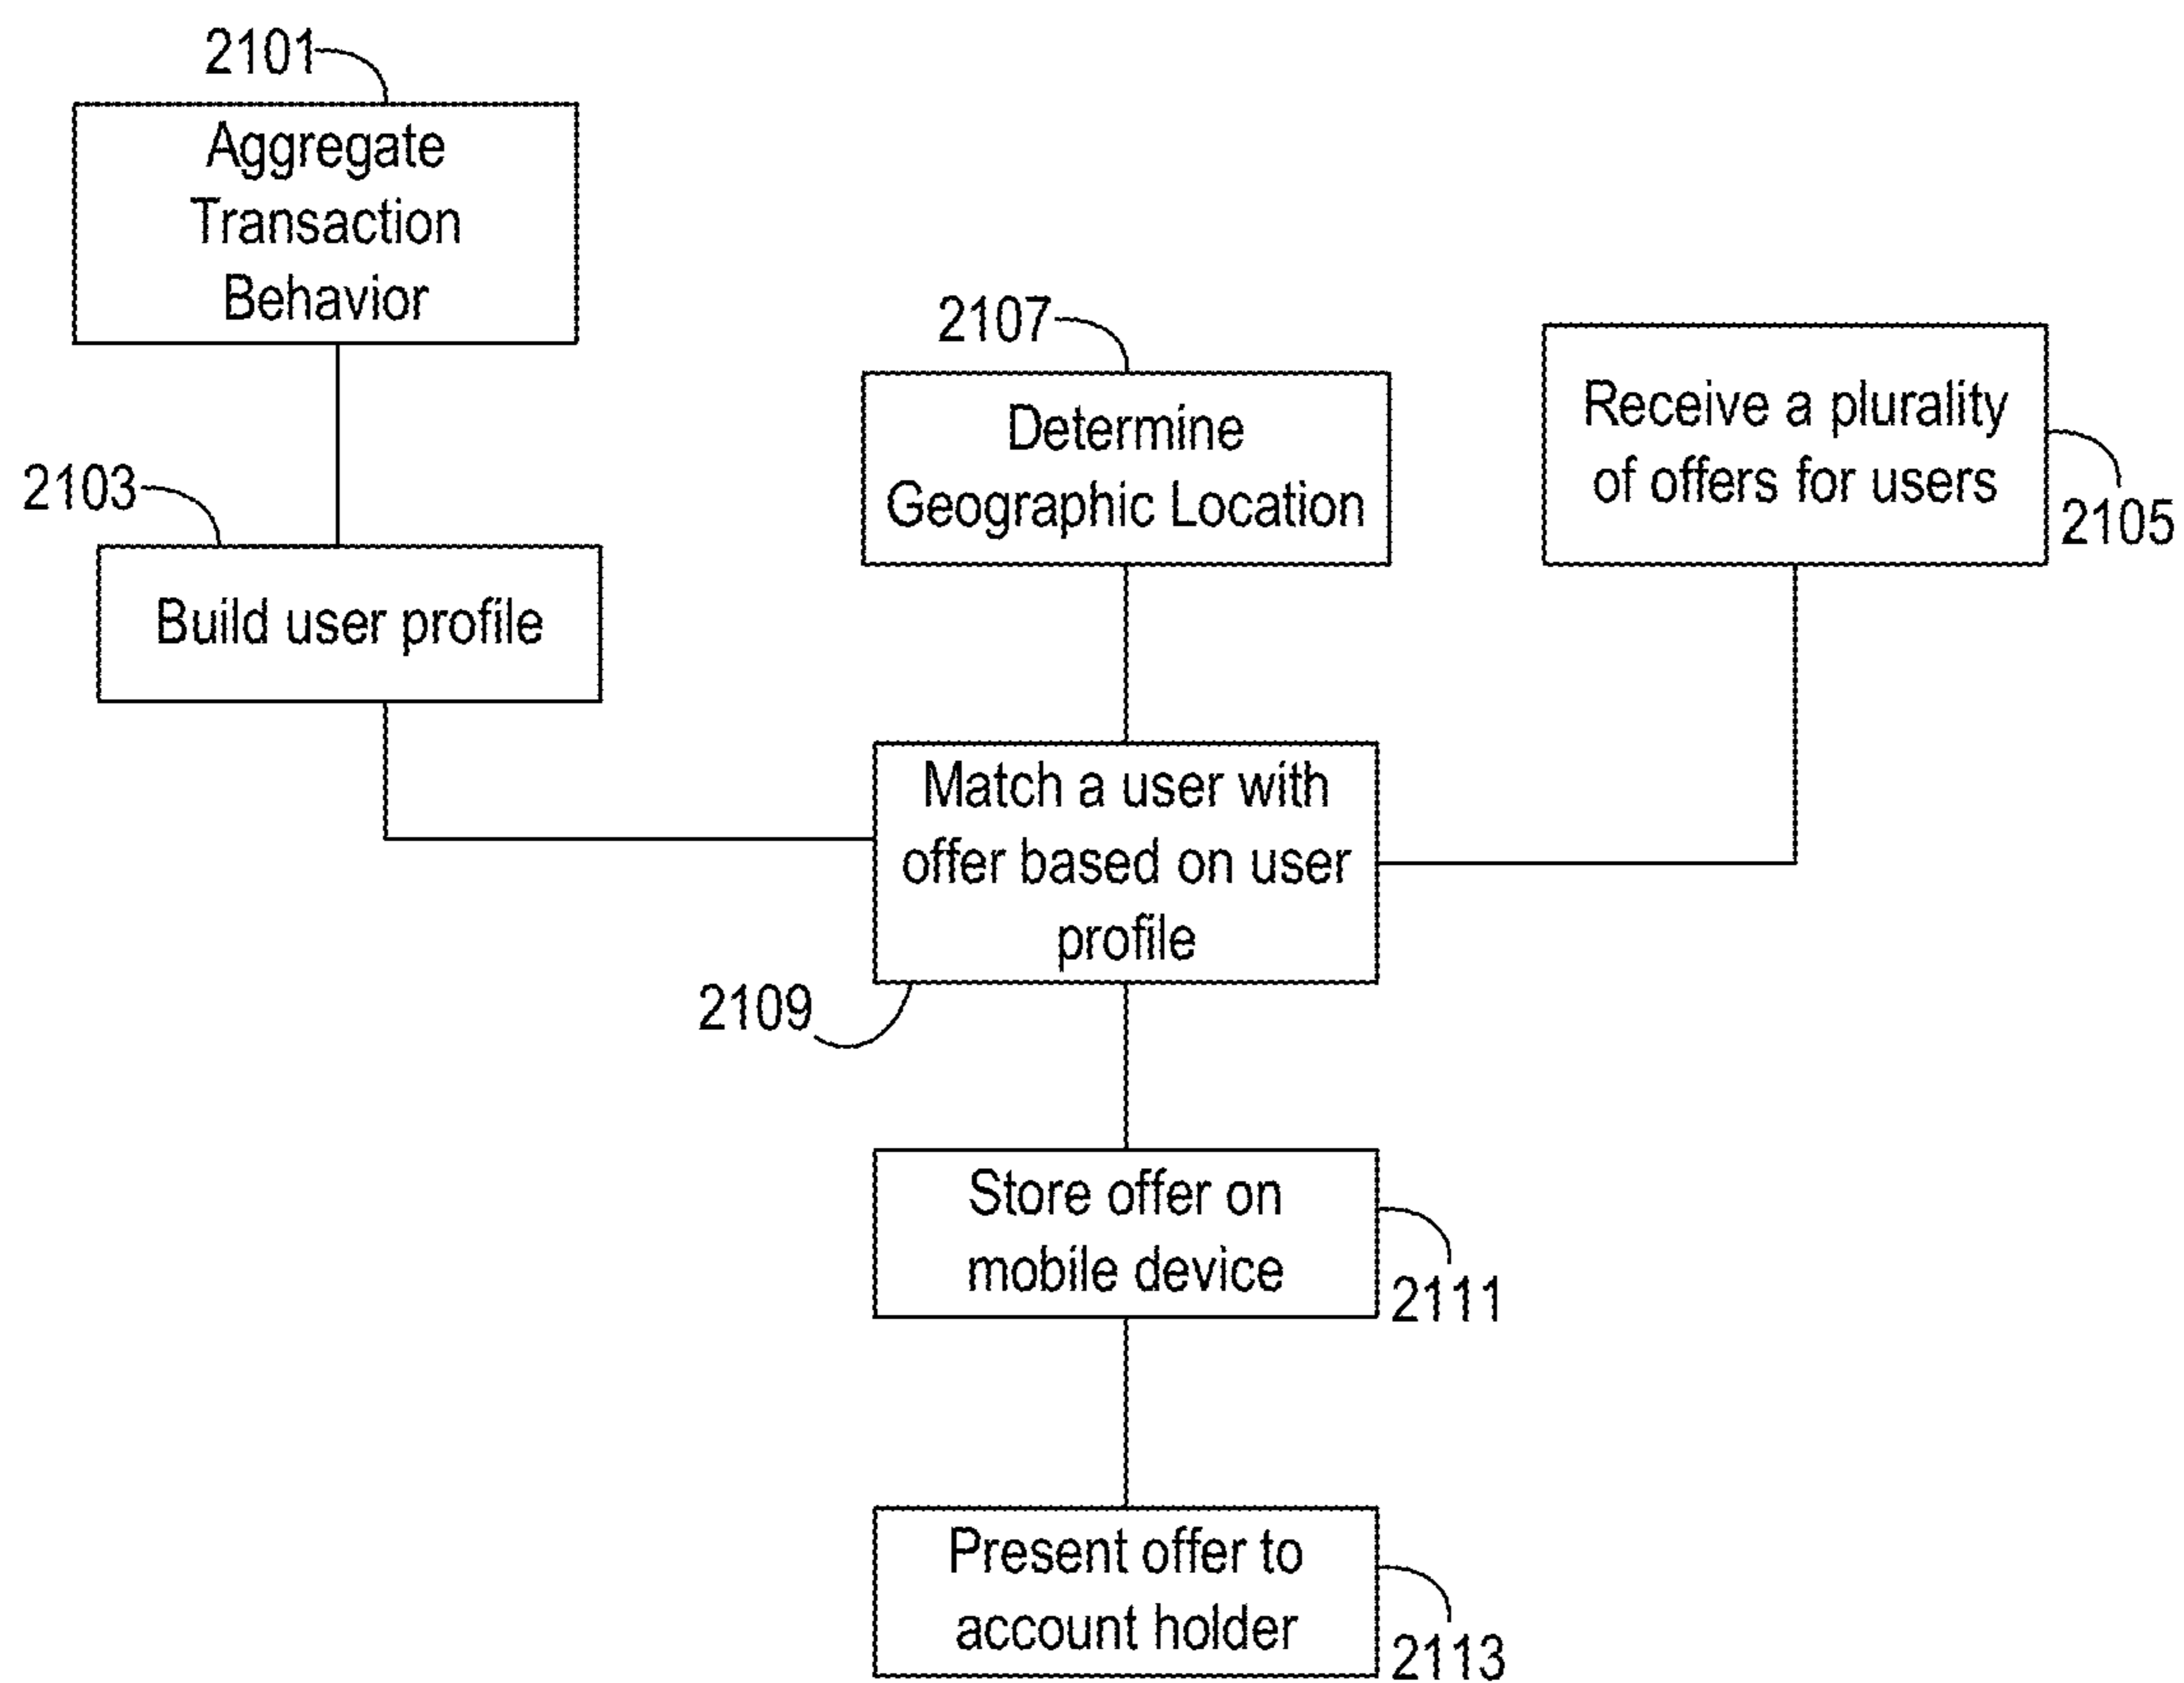 2101
Aggregate
Transaction
Behavior
2103
Build user profile
2107
Determine
Geographic Location
Receive a plurality
of offers for users
2105
Match a user with
offer based on user
profile
2109
Store offer on
mobile device
2111
Present offer to
account holder
2113